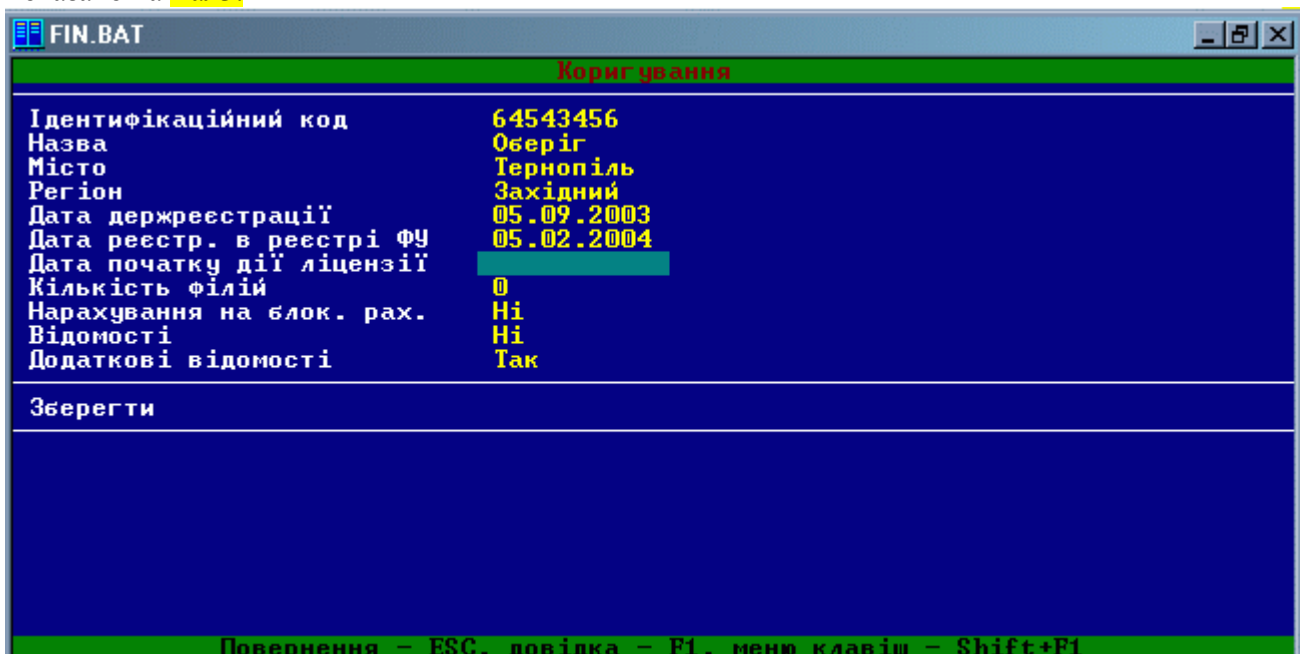 FIN.BAT
Коригування
Ідентифікаційний код 64543456
Назва Оберіг
Місто Тернопіль
Регіон Західний
Дата держреєстрації 05.09.2003
Дата реєстр. в реєстрі ФУ 05.02.2004
Дата початку дії ліцензії
Кількість філій 0
Нарахування на блок. рах. Ні
Відомості Ні
Додаткові відомості Так
Зберегти
Повернення - ESC, довідка - F1, меню клавіш - Shift+F1